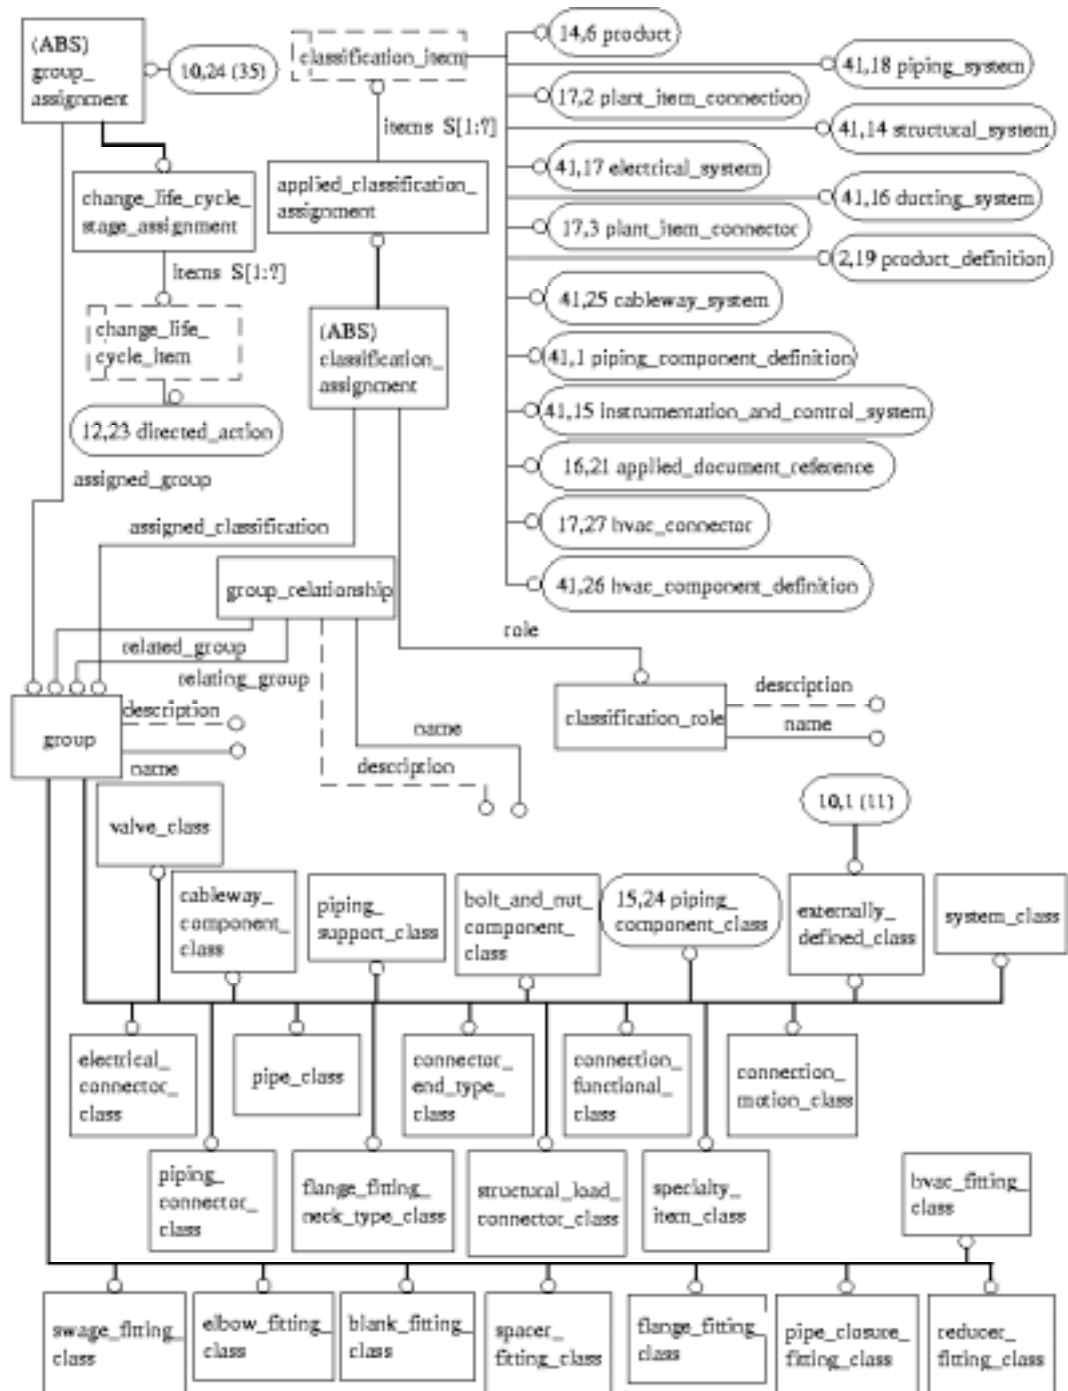 (ABS)
group_
assignment
10,24 (35)
classification_item
14,6 product
41,18 piping_system
17,2 plant_item_connection
41,14 structural_system
items S[1:?]
41,17 electrical_system
41,16 ducting_system
change_life_cycle_
stage_assignment
applied_classification_
assignment
17,3 plant_item_connector
2,19 product_definition
items S[1:?]
41,25 cableway_system
change_life_
cycle_item
(ABS)
classification_
assignment
41,1 piping_component_definition
41,15 instrumentation_and_control_system
12,23 directed_action
16,21 applied_document_reference
assigned_group
17,27 hvac_connector
assigned_classification
41,26 hvac_component_definition
group_relationship
role
related_group
relating_group
description
group
name
classification_role
description
name
name
description
valve_class
10,1 (11)
cableway_
component_
class
piping_
support_class
bolt_and_nut_
component_
class
15,24 piping_
component_class
externally_
defined_class
system_class
electrical_
connector_
class
pipe_class
connector_
end_type_
class
connection_
functional_
class
connection_
motion_class
piping_
connector_
class
flange_fitting_
neck_type_class
structural_load_
connector_class
specialty_
item_class
hvac_fitting_
class
swage_fitting_
class
elbow_fitting_
class
blank_fitting_
class
spacer_
fitting_class
flange_fitting_
class
pipe_closure_
fitting_class
reducer_
fitting_class